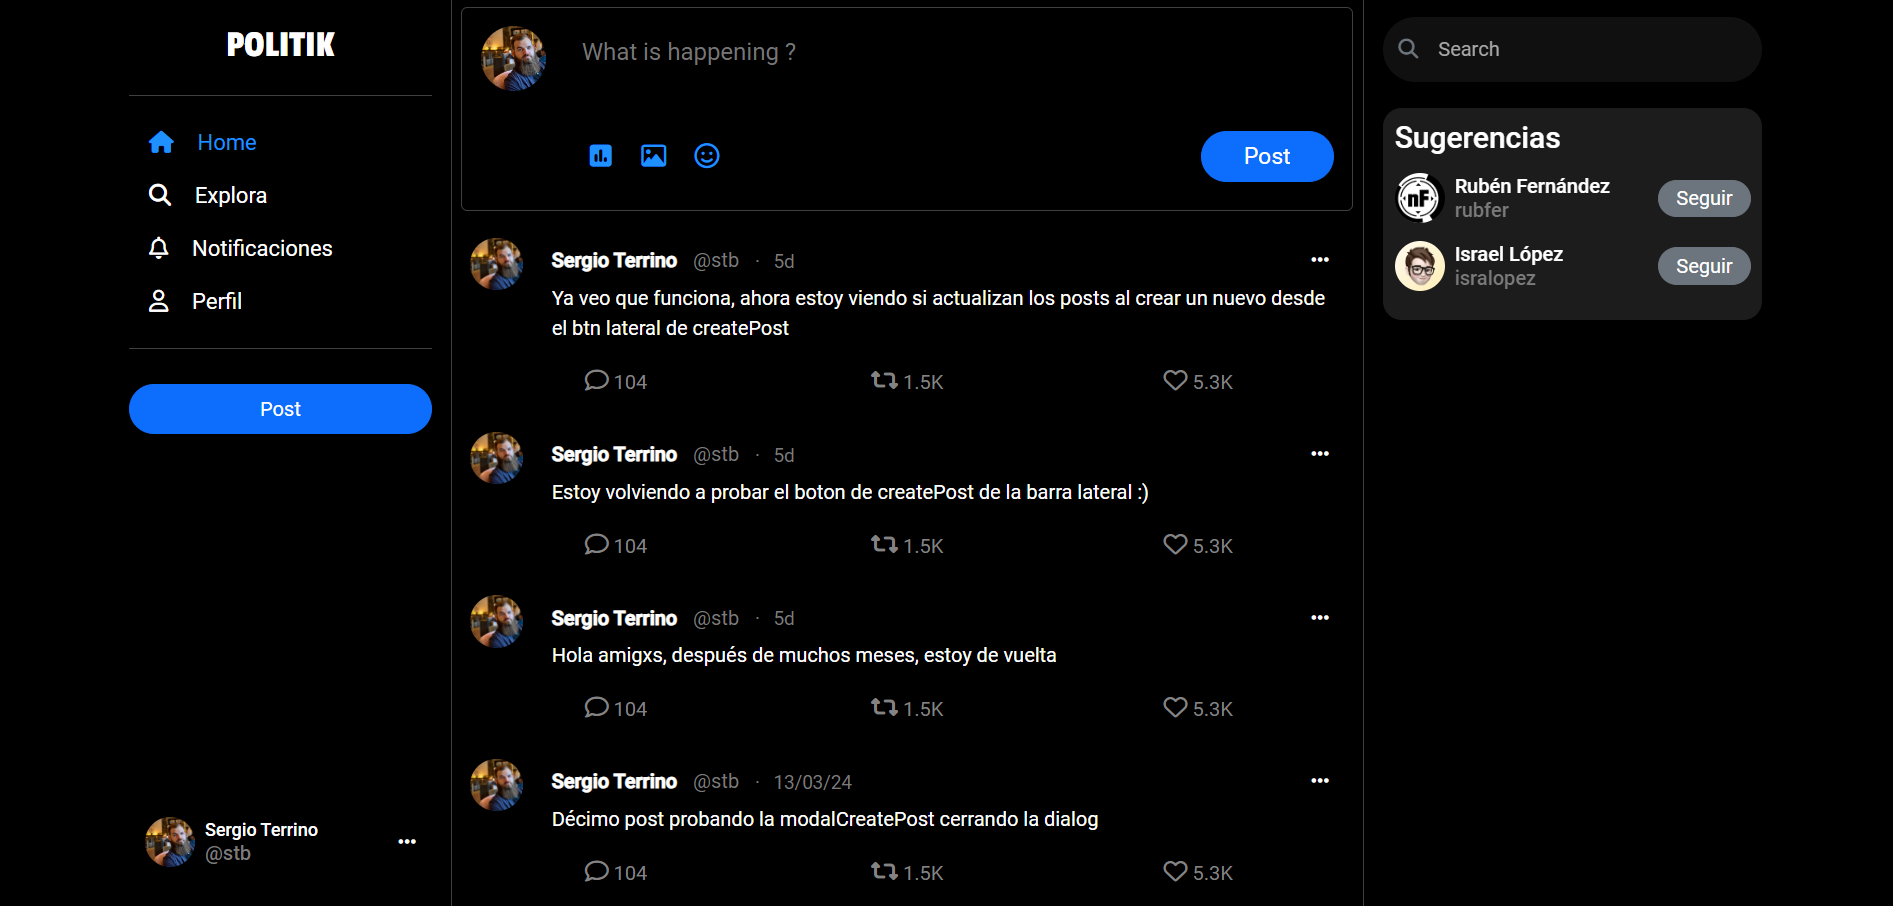 POLITIK
Home
Explora
Notificaciones
Perfil
Post
Sergio Terrino
@stb
What is happening ?
Post
Sergio Terrino @stb · 5d
Ya veo que funciona, ahora estoy viendo si actualizan los posts al crear un nuevo desde
el btn lateral de createPost
104 1.5K 5.3K
Sergio Terrino @stb · 5d
Estoy volviendo a probar el boton de createPost de la barra lateral :)
104 1.5K 5.3K
Sergio Terrino @stb · 5d
Hola amigxs, después de muchos meses, estoy de vuelta
104 1.5K 5.3K
Sergio Terrino @stb · 13/03/24
Décimo post probando la modalCreatePost cerrando la dialog
104 1.5K 5.3K
Search
Sugerencias
nF
Rubén Fernández
rubfer
Seguir
Israel López
isralopez
Seguir